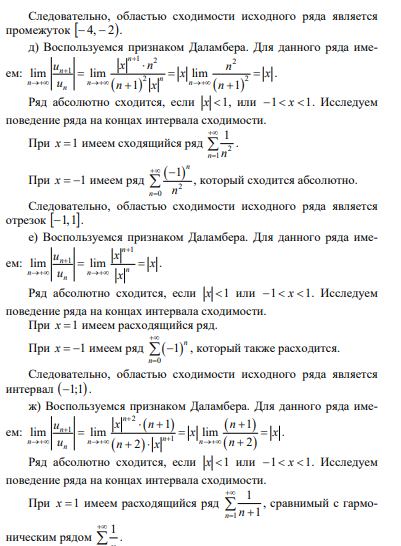 Следовательно, областью сходимости исходного ряда является
промежуток [−4, −2).
д) Воспользуемся признаком Даламбера. Для данного ряда име-
ем: lim_{n→+∞} |u_{n+1}/u_n| = lim_{n→+∞} (|x|^{n+1} · n^2)/((n+1)^2 |x|^n) = |x| lim_{n→+∞} n^2/(n+1)^2 = |x|.
Ряд абсолютно сходится, если |x| < 1, или −1 < x < 1. Исследуем
поведение ряда на концах интервала сходимости.
При x = 1 имеем сходящийся ряд ∑_{n=1}^{+∞} 1/n^2.
При x = −1 имеем ряд ∑_{n=0}^{+∞} (−1)^n/n^2, который сходится абсолютно.
Следовательно, областью сходимости исходного ряда является
отрезок [−1, 1].
е) Воспользуемся признаком Даламбера. Для данного ряда име-
ем: lim_{n→+∞} |u_{n+1}/u_n| = lim_{n→+∞} |x|^{n+1}/|x|^n = |x|.
Ряд абсолютно сходится, если |x| < 1 или −1 < x < 1. Исследуем
поведение ряда на концах интервала сходимости.
При x = 1 имеем расходящийся ряд.
При x = −1 имеем ряд ∑_{n=0}^{+∞} (−1)^n, который также расходится.
Следовательно, областью сходимости исходного ряда является
интервал (−1;1).
ж) Воспользуемся признаком Даламбера. Для данного ряда име-
ем: lim_{n→+∞} |u_{n+1}/u_n| = lim_{n→+∞} (|x|^{n+2} · (n+1))/((n+2) · |x|^{n+1}) = |x| lim_{n→+∞} (n+1)/(n+2) = |x|.
Ряд абсолютно сходится, если |x| < 1 или −1 < x < 1. Исследуем
поведение ряда на концах интервала сходимости.
При x = 1 имеем расходящийся ряд ∑_{n=1}^{+∞} 1/(n+1), сравнимый с гармо-
ническим рядом ∑^{+∞} 1/n.